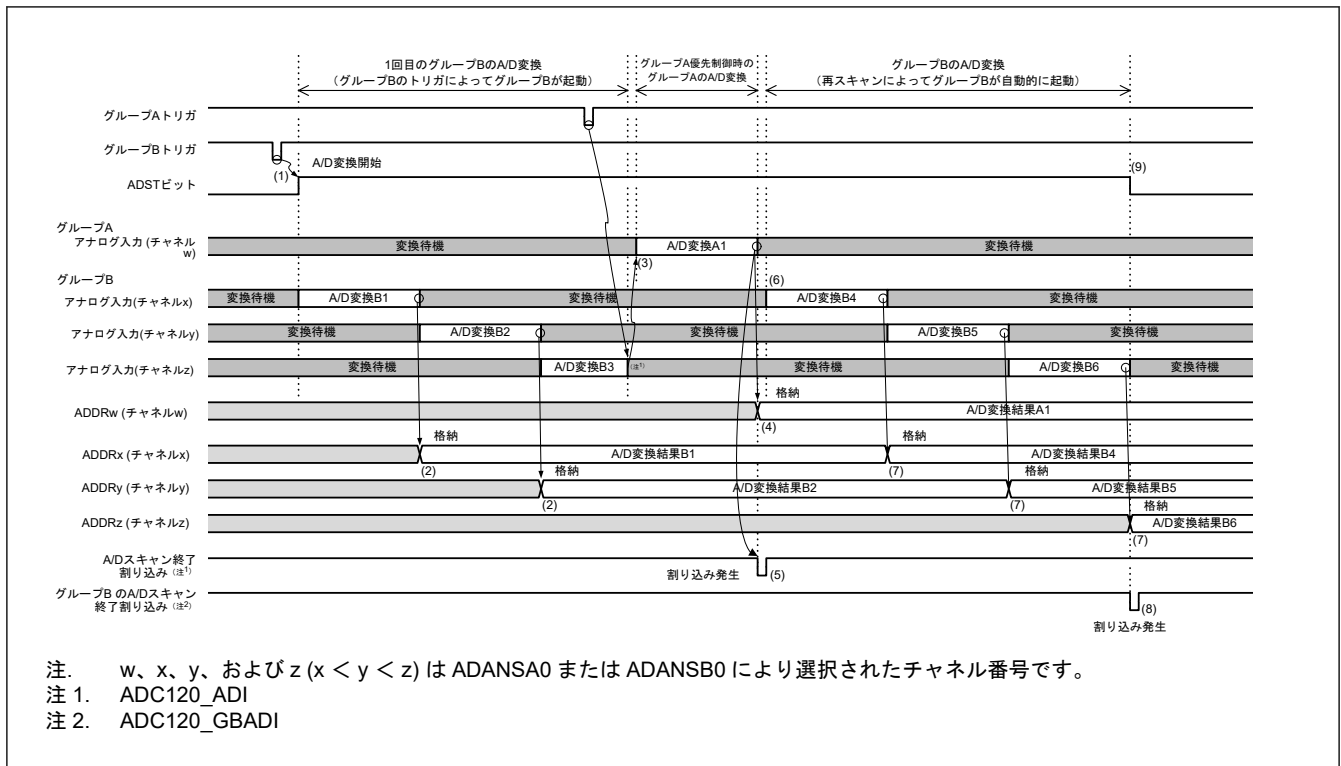 1回目のグループBのA/D変換
（グループBのトリガによってグループBが起動）
グループA優先制御時の
グループAのA/D変換
グループBのA/D変換
（再スキャンによってグループBが自動的に起動）
グループAトリガ
グループBトリガ
(1)
A/D変換開始
ADSTビット
(9)
グループA
アナログ入力 (チャネル
w)
変換待機
A/D変換A1
変換待機
(3)
グループB
(6)
アナログ入力(チャネルx)
変換待機
A/D変換B1
変換待機
A/D変換B4
変換待機
アナログ入力(チャネルy)
変換待機
A/D変換B2
変換待機
A/D変換B5
変換待機
アナログ入力(チャネルz)
変換待機
A/D変換B3
(注1)
変換待機
A/D変換B6
変換待機
格納
ADDRw (チャネルw)
A/D変換結果A1
(4)
格納
格納
ADDRx (チャネルx)
A/D変換結果B1
A/D変換結果B4
(2)
(7)
格納
格納
ADDRy (チャネルy)
A/D変換結果B2
A/D変換結果B5
(2)
(7)
格納
ADDRz (チャネルz)
A/D変換結果B6
(7)
A/Dスキャン終了
割り込み（注1）
割り込み発生
(5)
グループB のA/Dスキャン
終了割り込み（注2）
(8)
割り込み発生
注. w、x、y、および z (x ＜ y ＜ z) は ADANSA0 または ADANSB0 により選択されたチャネル番号です。
注 1. ADC120_ADI
注 2. ADC120_GBADI